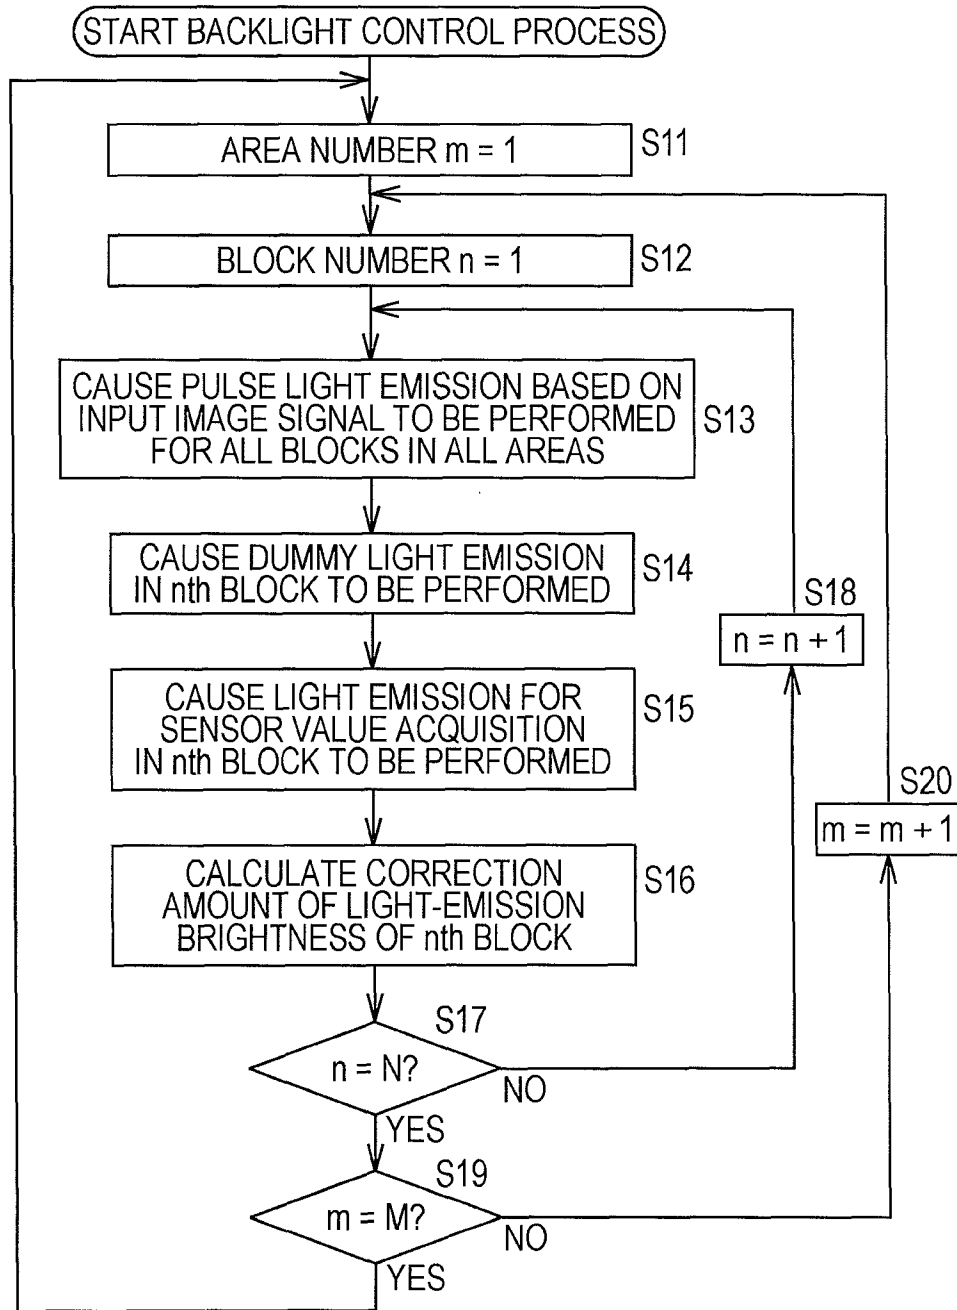 START BACKLIGHT CONTROL PROCESS
AREA NUMBER m = 1
S11
BLOCK NUMBER n = 1
S12
CAUSE PULSE LIGHT EMISSION BASED ON
INPUT IMAGE SIGNAL TO BE PERFORMED
FOR ALL BLOCKS IN ALL AREAS
S13
CAUSE DUMMY LIGHT EMISSION
IN nth BLOCK TO BE PERFORMED
S14
S18
n = n + 1
CAUSE LIGHT EMISSION FOR
SENSOR VALUE ACQUISITION
IN nth BLOCK TO BE PERFORMED
S15
S20
m = m + 1
CALCULATE CORRECTION
AMOUNT OF LIGHT-EMISSION
BRIGHTNESS OF nth BLOCK
S16
S17
n = N?
NO
YES
S19
m = M?
NO
YES